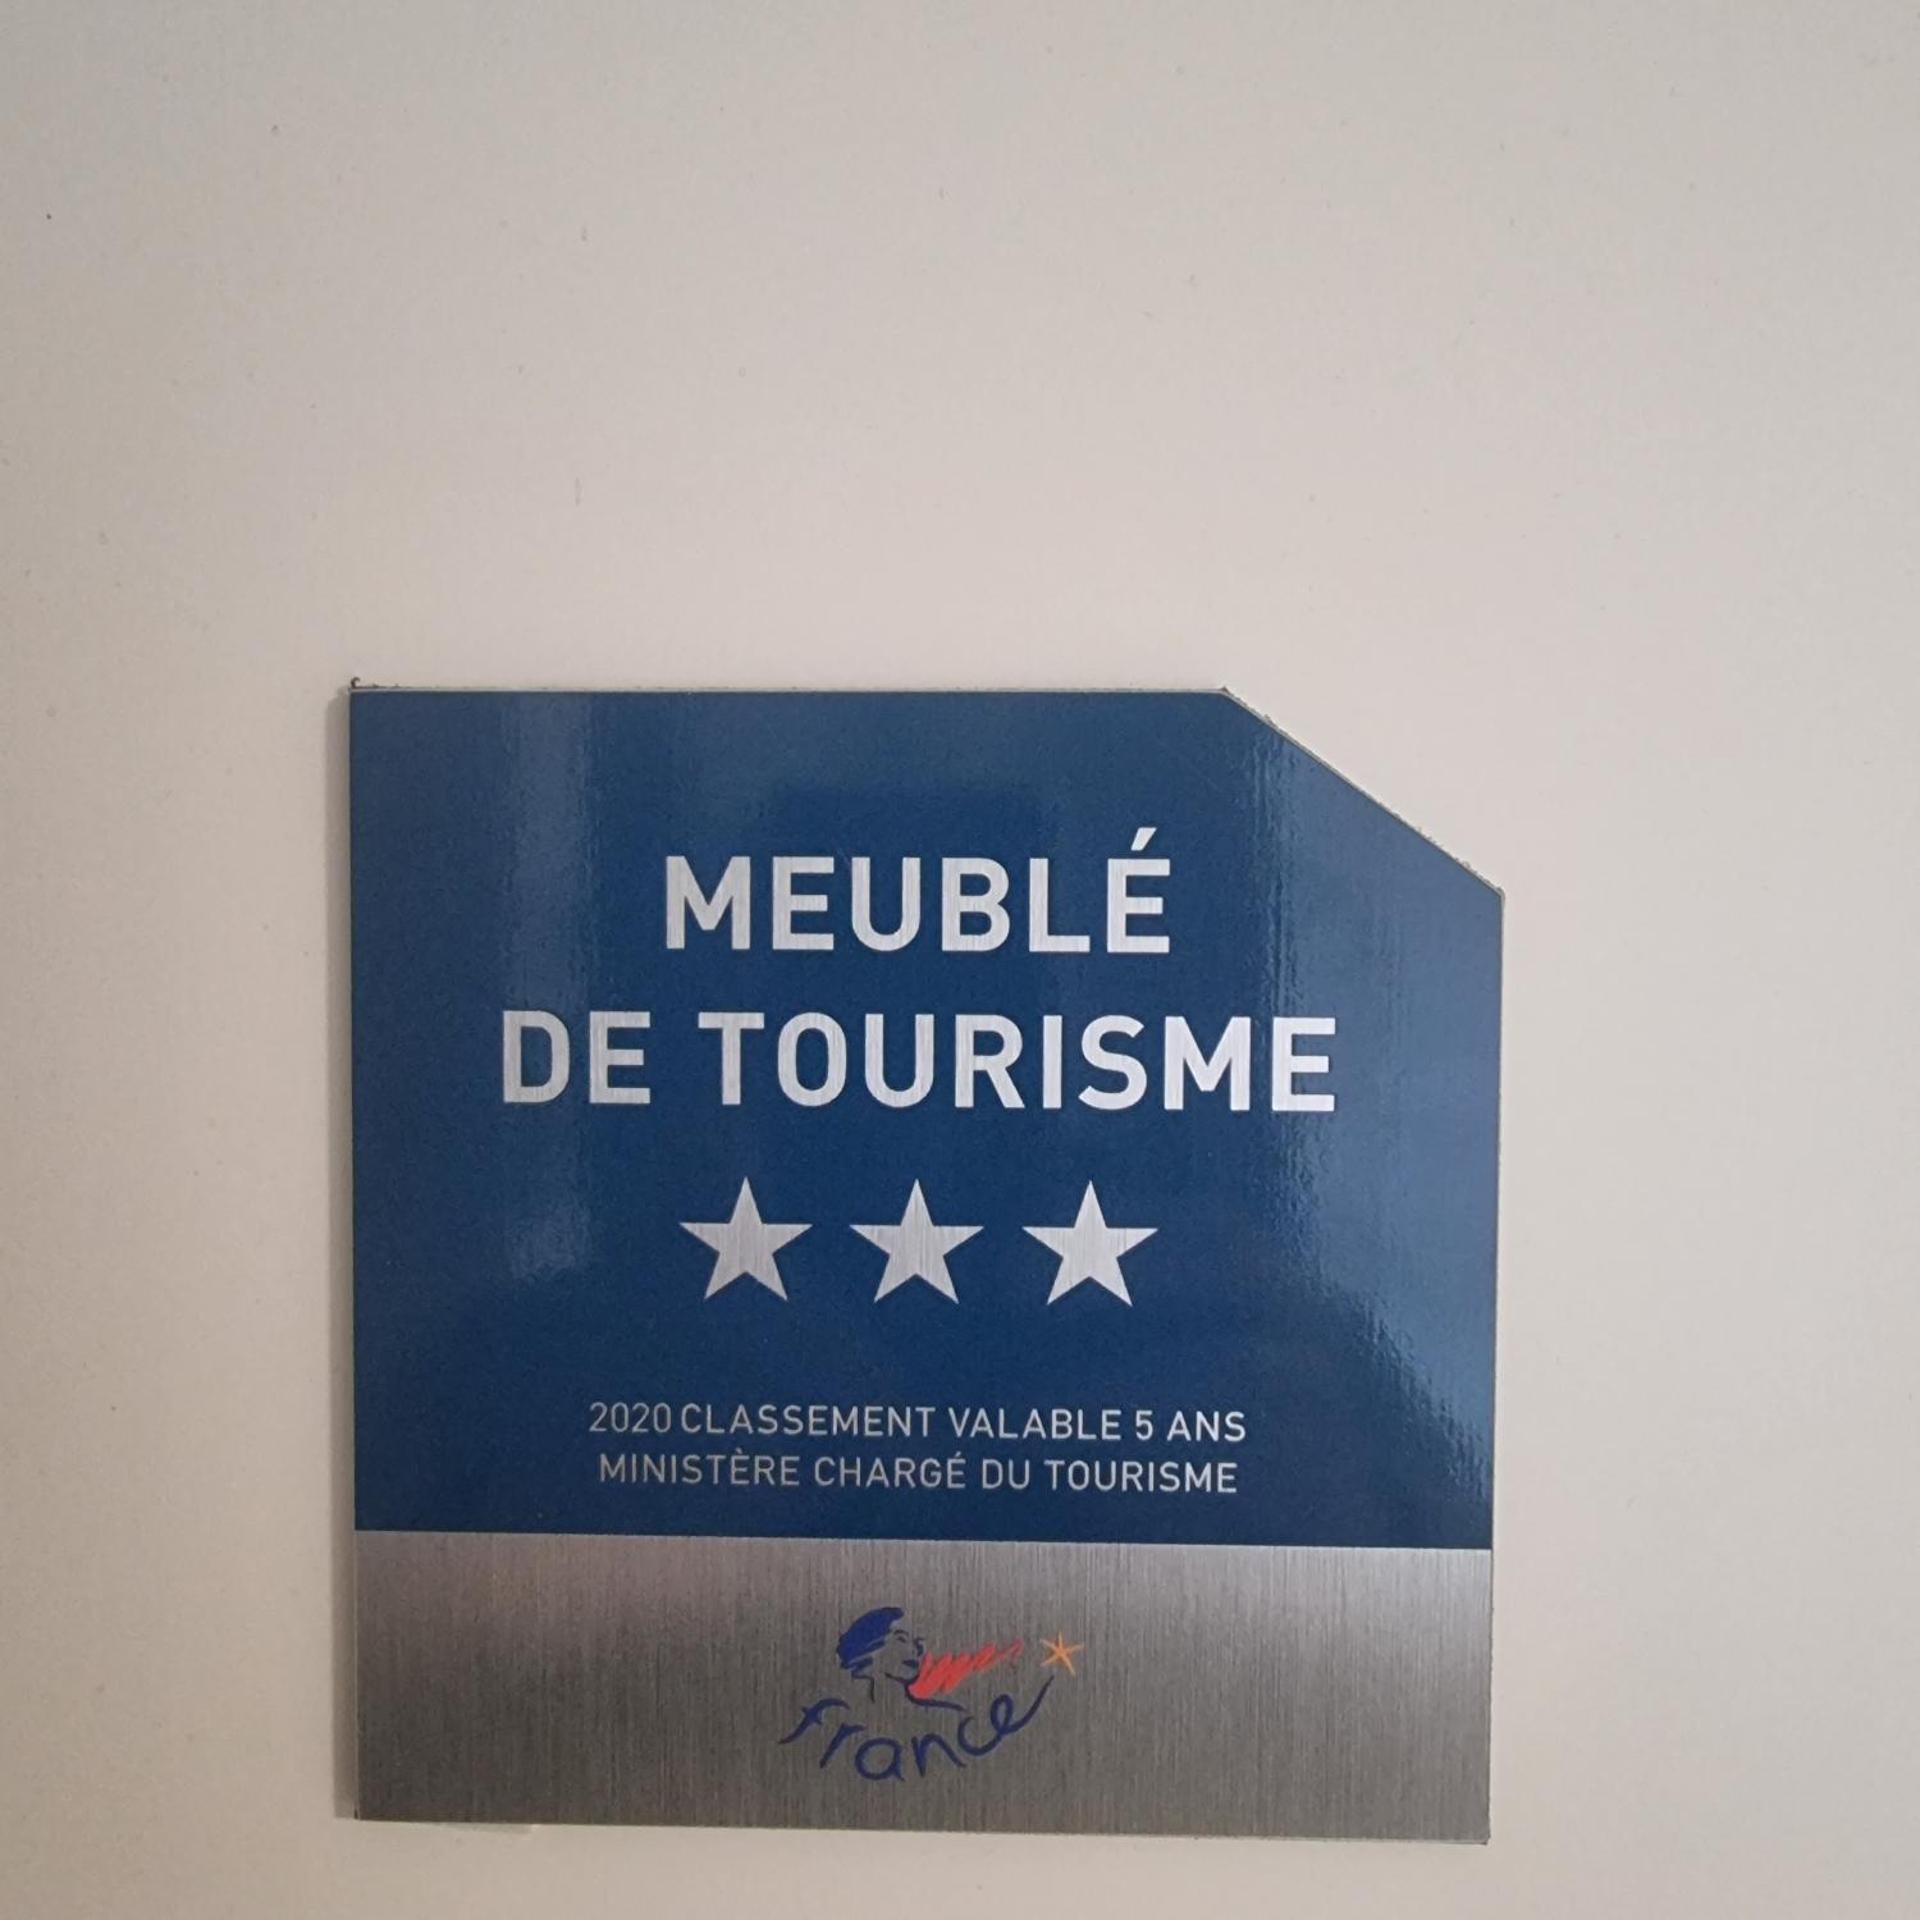 MEUBLÉ
DE TOURISME
2020 CLASSEMENT VALABLE 5 ANS
MINISTÈRE CHARGÉ DU TOURISME
france